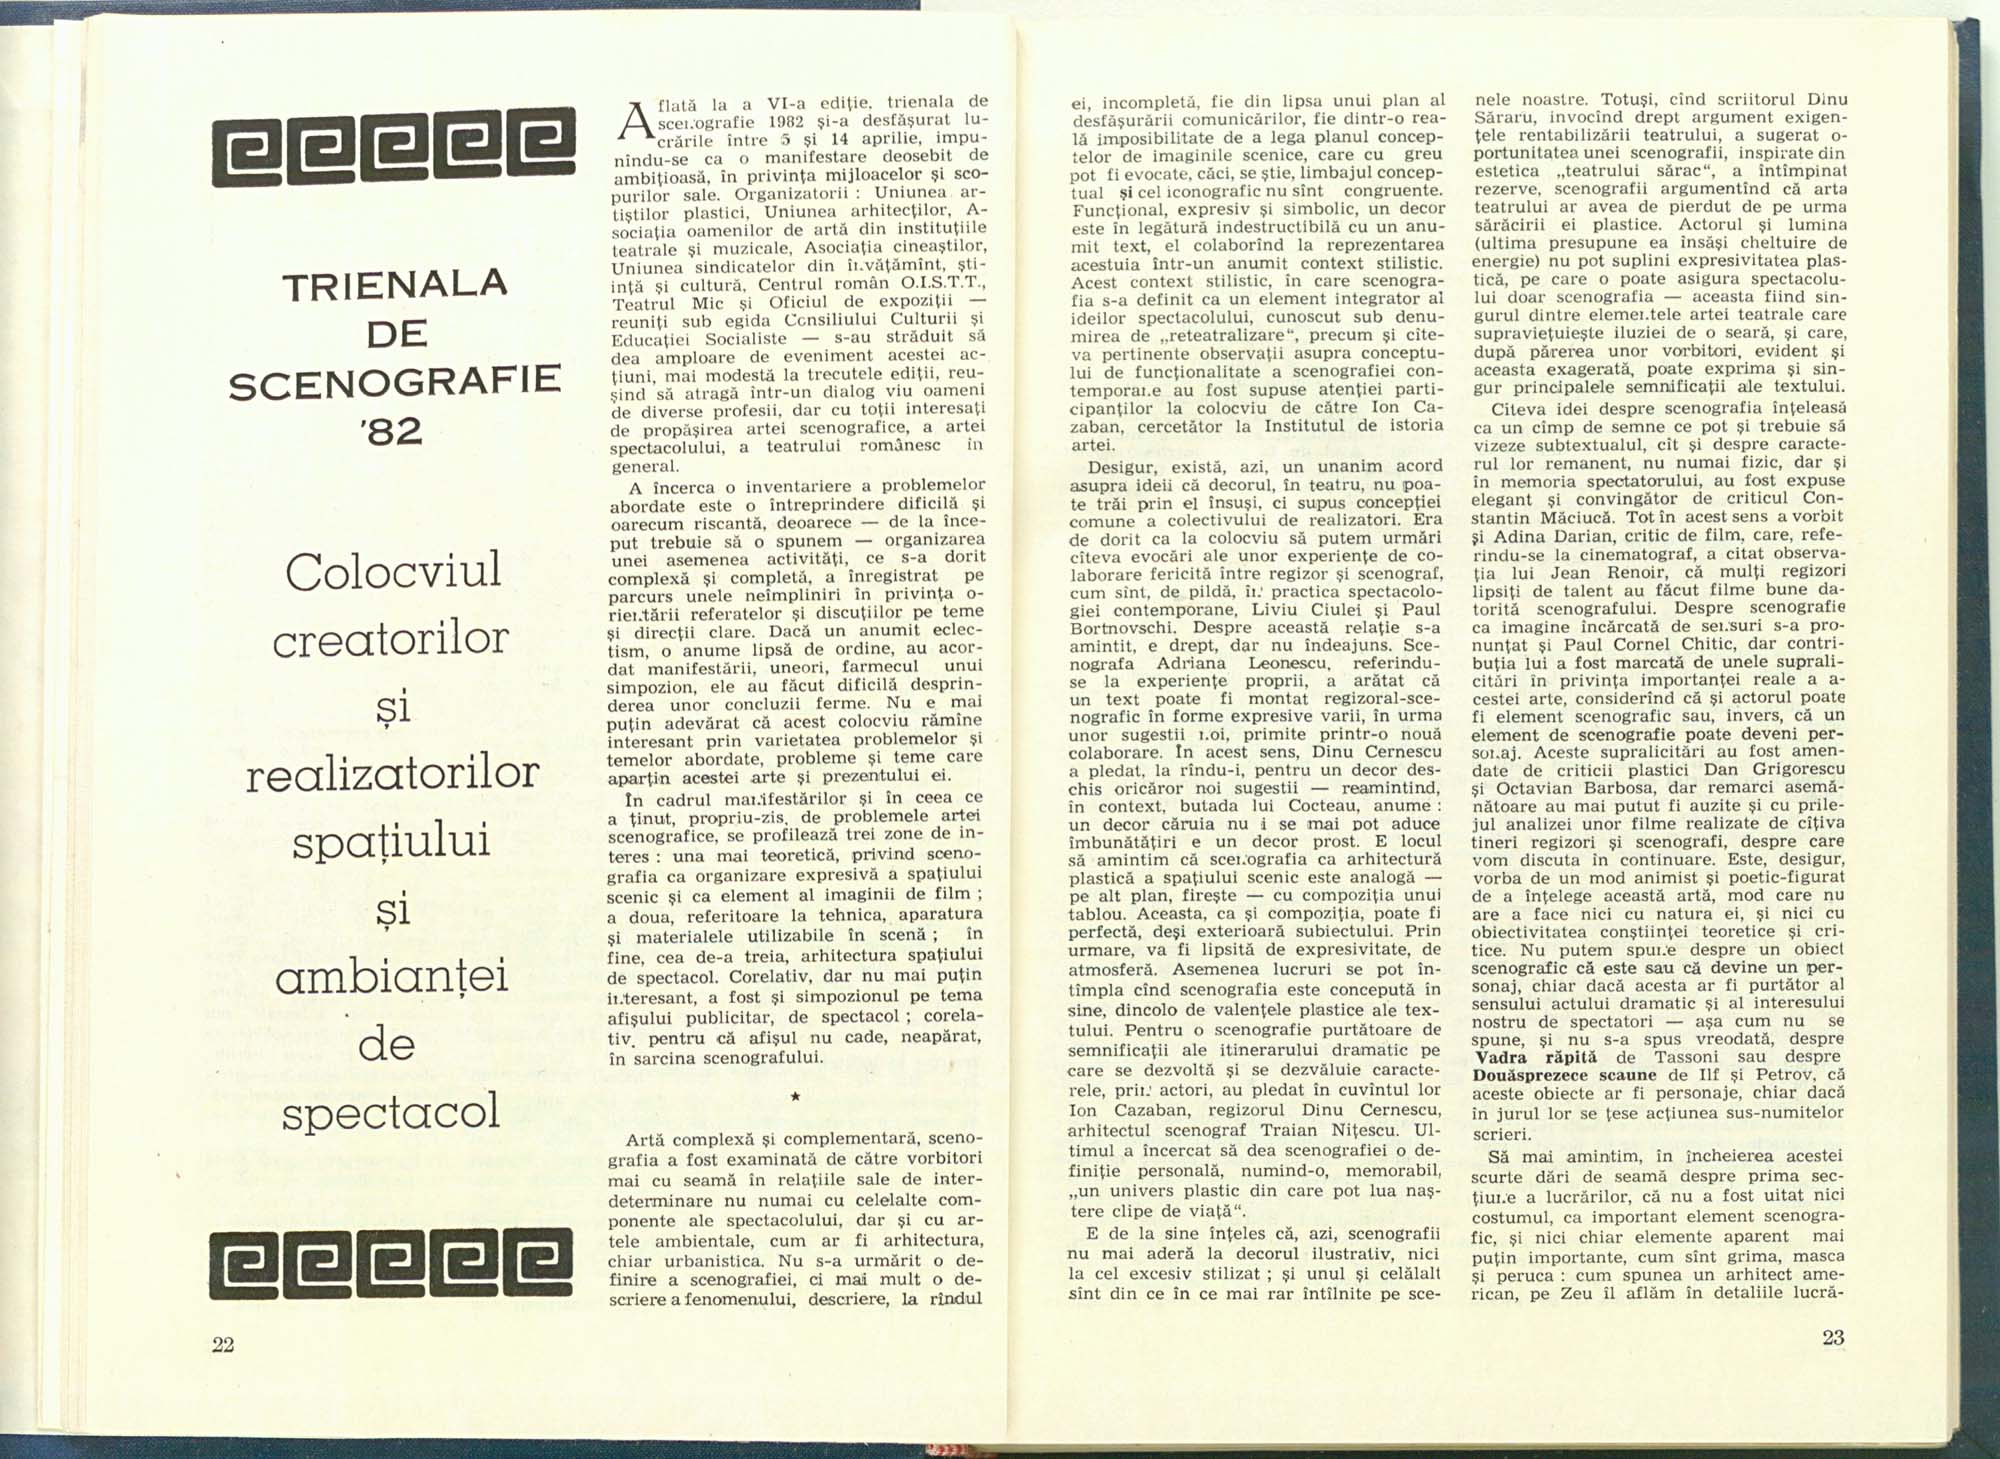 TRIENALA
DE
SCENOGRAFIE
'82
Colocviul
creatorilor
și
realizatorilor
spațiului
și
ambianței
de
spectacol
22
Aflată la a VI-a ediție, trienala de
scenografie 1982 și-a desfășurat lu-
crările între 5 și 14 aprilie, impu-
nîndu-se ca o manifestare deosebit de
ambițioasă, în privința mijloacelor și sco-
purilor sale. Organizatorii : Uniunea ar-
tiștilor plastici, Uniunea arhitecților, A-
sociația oamenilor de artă din instituțiile
teatrale și muzicale, Asociația cineaștilor,
Uniunea sindicatelor din învățămînt, ști-
ință și cultură, Centrul român O.I.S.T.T.,
Teatrul Mic și Oficiul de expoziții —
reuniți sub egida Consiliului Culturii și
Educației Socialiste — s-au străduit să
dea amploare de eveniment acestei ac-
țiuni, mai modestă la trecutele ediții, reu-
șind să atragă într-un dialog viu oameni
de diverse profesii, dar cu toții interesați
de propășirea artei scenografice, a artei
spectacolului, a teatrului românesc în
general.
A încerca o inventariere a problemelor
abordate este o întreprindere dificilă și
oarecum riscantă, deoarece — de la înce-
put trebuie să o spunem — organizarea
unei asemenea activități, ce s-a dorit
complexă și completă, a înregistrat pe
parcurs unele neîmpliniri în privința o-
rientării referatelor și discuțiilor pe teme
și direcții clare. Dacă un anumit eclec-
tism, o anume lipsă de ordine, au acor-
dat manifestării, uneori, farmecul unui
simpozion, ele au făcut dificilă desprin-
derea unor concluzii ferme. Nu e mai
puțin adevărat că acest colocviu rămîne
interesant prin varietatea problemelor și
temelor abordate, probleme și teme care
aparțin acestei arte și prezentului ei.
În cadrul manifestărilor și în ceea ce
a ținut, propriu-zis, de problemele artei
scenografice, se profilează trei zone de in-
teres : una mai teoretică, privind sceno-
grafia ca organizare expresivă a spațiului
scenic și ca element al imaginii de film ;
a doua, referitoare la tehnica, aparatura
și materialele utilizabile în scenă ; în
fine, cea de-a treia, arhitectura spațiului
de spectacol. Corelativ, dar nu mai puțin
interesant, a fost și simpozionul pe tema
afișului publicitar, de spectacol ; corela-
tiv, pentru că afișul nu cade, neapărat,
în sarcina scenografului.
★
Artă complexă și complementară, sceno-
grafia a fost examinată de către vorbitori
mai cu seamă în relațiile sale de inter-
determinare nu numai cu celelalte com-
ponente ale spectacolului, dar și cu ar-
tele ambientale, cum ar fi arhitectura,
chiar urbanistica. Nu s-a urmărit o de-
finire a scenografiei, ci mai mult o de-
scriere a fenomenului, descriere, la rîndul
ei, incompletă, fie din lipsa unui plan al
desfășurării comunicărilor, fie dintr-o rea-
lă imposibilitate de a lega planul concep-
telor de imaginile scenice, care cu greu
pot fi evocate, căci, se știe, limbajul concep-
tual și cel iconografic nu sînt congruente.
Funcțional, expresiv și simbolic, un decor
este în legătură indestructibilă cu un anu-
mit text, el colaborînd la reprezentarea
acestuia într-un anumit context stilistic.
Acest context stilistic, în care scenogra-
fia s-a definit ca un element integrator al
ideilor spectacolului, cunoscut sub denu-
mirea de „reteatralizare“, precum și cîte-
va pertinente observații asupra conceptu-
lui de funcționalitate a scenografiei con-
temporane au fost supuse atenției parti-
cipanților la colocviu de către Ion Ca-
zaban, cercetător la Institutul de istoria
artei.
Desigur, există, azi, un unanim acord
asupra ideii că decorul, în teatru, nu poa-
te trăi prin el însuși, ci supus concepției
comune a colectivului de realizatori. Era
de dorit ca la colocviu să putem urmări
cîteva evocări ale unor experiențe de co-
laborare fericită între regizor și scenograf,
cum sînt, de pildă, în practica spectacolo-
giei contemporane, Liviu Ciulei și Paul
Bortnovschi. Despre această relație s-a
amintit, e drept, dar nu îndeajuns. Sce-
nografa Adriana Leonescu, referindu-
se la experiențe proprii, a arătat că
un text poate fi montat regizoral-sce-
nografic în forme expresive varii, în urma
unor sugestii noi, primite printr-o nouă
colaborare. În acest sens, Dinu Cernescu
a pledat, la rîndu-i, pentru un decor des-
chis oricăror noi sugestii — reamintind,
în context, butada lui Cocteau, anume :
un decor căruia nu i se mai pot aduce
îmbunătățiri e un decor prost. E locul
să amintim că scenografia ca arhitectură
plastică a spațiului scenic este analogă —
pe alt plan, firește — cu compoziția unui
tablou. Aceasta, ca și compoziția, poate fi
perfectă, deși exterioară subiectului. Prin
urmare, va fi lipsită de expresivitate, de
atmosferă. Asemenea lucruri se pot în-
tîmpla cînd scenografia este concepută în
sine, dincolo de valențele plastice ale tex-
tului. Pentru o scenografie purtătoare de
semnificații ale itinerarului dramatic pe
care se dezvoltă și se dezvăluie caracte-
rele, prin actori, au pledat în cuvîntul lor
Ion Cazaban, regizorul Dinu Cernescu,
arhitectul scenograf Traian Nițescu. Ul-
timul a încercat să dea scenografiei o de-
finiție personală, numind-o, memorabil,
„un univers plastic din care pot lua naș-
tere clipe de viață“.
E de la sine înțeles că, azi, scenografii
nu mai aderă la decorul ilustrativ, nici
la cel excesiv stilizat ; și unul și celălalt
sînt din ce în ce mai rar întîlnite pe sce-
nele noastre. Totuși, cînd scriitorul Dinu
Săraru, invocînd drept argument exigen-
țele rentabilizării teatrului, a sugerat o-
portunitatea unei scenografii, inspirate din
estetica „teatrului sărac“, a întîmpinat
rezerve, scenografii argumentînd că arta
teatrului ar avea de pierdut de pe urma
sărăcirii ei plastice. Actorul și lumina
(ultima presupune ea însăși cheltuire de
energie) nu pot suplini expresivitatea plas-
tică, pe care o poate asigura spectacolu-
lui doar scenografia — aceasta fiind sin-
gurul dintre elementele artei teatrale care
supraviețuiește iluziei de o seară, și care,
după părerea unor vorbitori, evident și
aceasta exagerată, poate exprima și sin-
gur principalele semnificații ale textului.
Cîteva idei despre scenografia înțeleasă
ca un cîmp de semne ce pot și trebuie să
vizeze subtextualul, cît și despre caracte-
rul lor remanent, nu numai fizic, dar și
în memoria spectatorului, au fost expuse
elegant și convingător de criticul Con-
stantin Măciucă. Tot în acest sens a vorbit
și Adina Darian, critic de film, care, refe-
rindu-se la cinematograf, a citat observa-
ția lui Jean Renoir, că mulți regizori
lipsiți de talent au făcut filme bune da-
torită scenografului. Despre scenografie
ca imagine încărcată de sensuri s-a pro-
nunțat și Paul Cornel Chitic, dar contri-
buția lui a fost marcată de unele suprali-
citări în privința importanței reale a a-
cestei arte, considerînd că și actorul poate
fi element scenografic sau, invers, că un
element de scenografie poate deveni per-
sonaj. Aceste supralicitări au fost amen-
date de criticii plastici Dan Grigorescu
și Octavian Barbosa, dar remarci asemă-
nătoare au mai putut fi auzite și cu prile-
jul analizei unor filme realizate de cîțiva
tineri regizori și scenografi, despre care
vom discuta în continuare. Este, desigur,
vorba de un mod animist și poetic-figurat
de a înțelege această artă, mod care nu
are a face nici cu natura ei, și nici cu
obiectivitatea conștiinței teoretice și cri-
tice. Nu putem spune despre un obiect
scenografic că este sau că devine un per-
sonaj, chiar dacă acesta ar fi purtător al
sensului actului dramatic și al interesului
nostru de spectatori — așa cum nu se
spune, și nu s-a spus vreodată, despre
Vadra răpită de Tassoni sau despre
Douăsprezece scaune de Ilf și Petrov, că
aceste obiecte ar fi personaje, chiar dacă
în jurul lor se țese acțiunea sus-numitelor
scrieri.
Să mai amintim, în încheierea acestei
scurte dări de seamă despre prima sec-
țiune a lucrărilor, că nu a fost uitat nici
costumul, ca important element scenogra-
fic, și nici chiar elemente aparent mai
puțin importante, cum sînt grima, masca
și peruca : cum spunea un arhitect ame-
rican, pe Zeu îl aflăm în detaliile lucră-
23